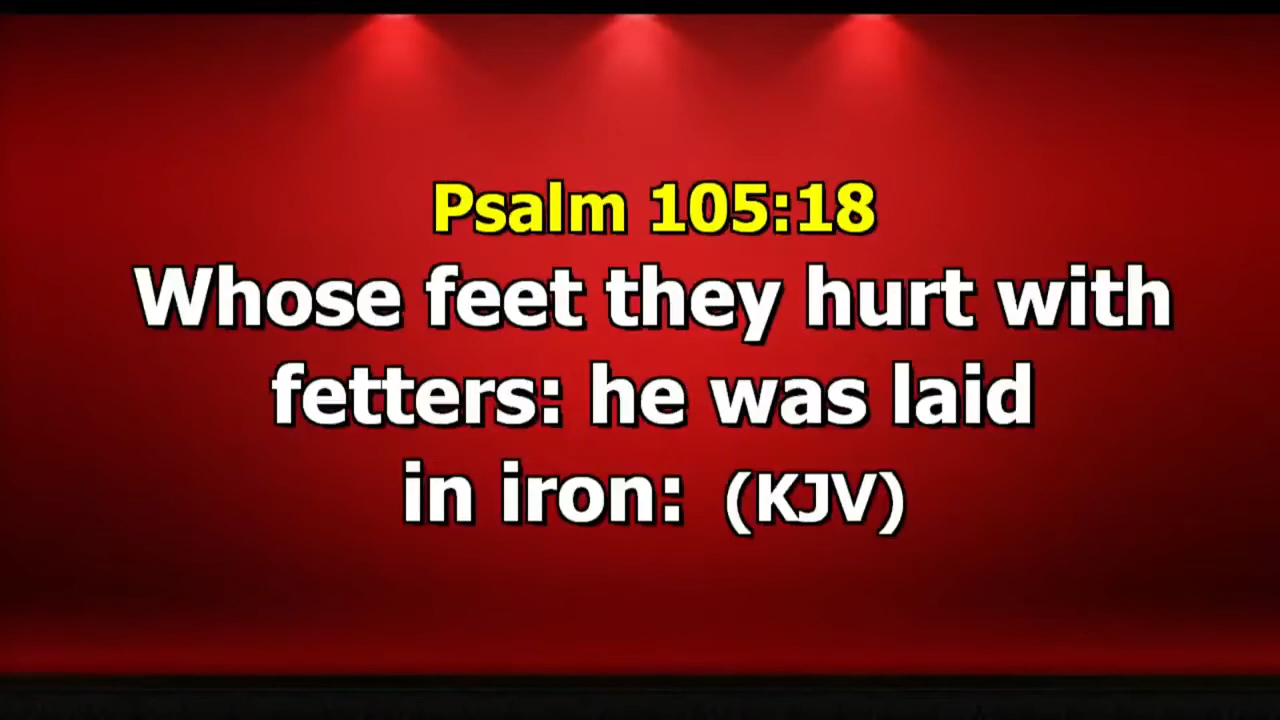 Psalm 105:18
Whose feet they hurt with
fetters: he was laid
in iron: (KJV)